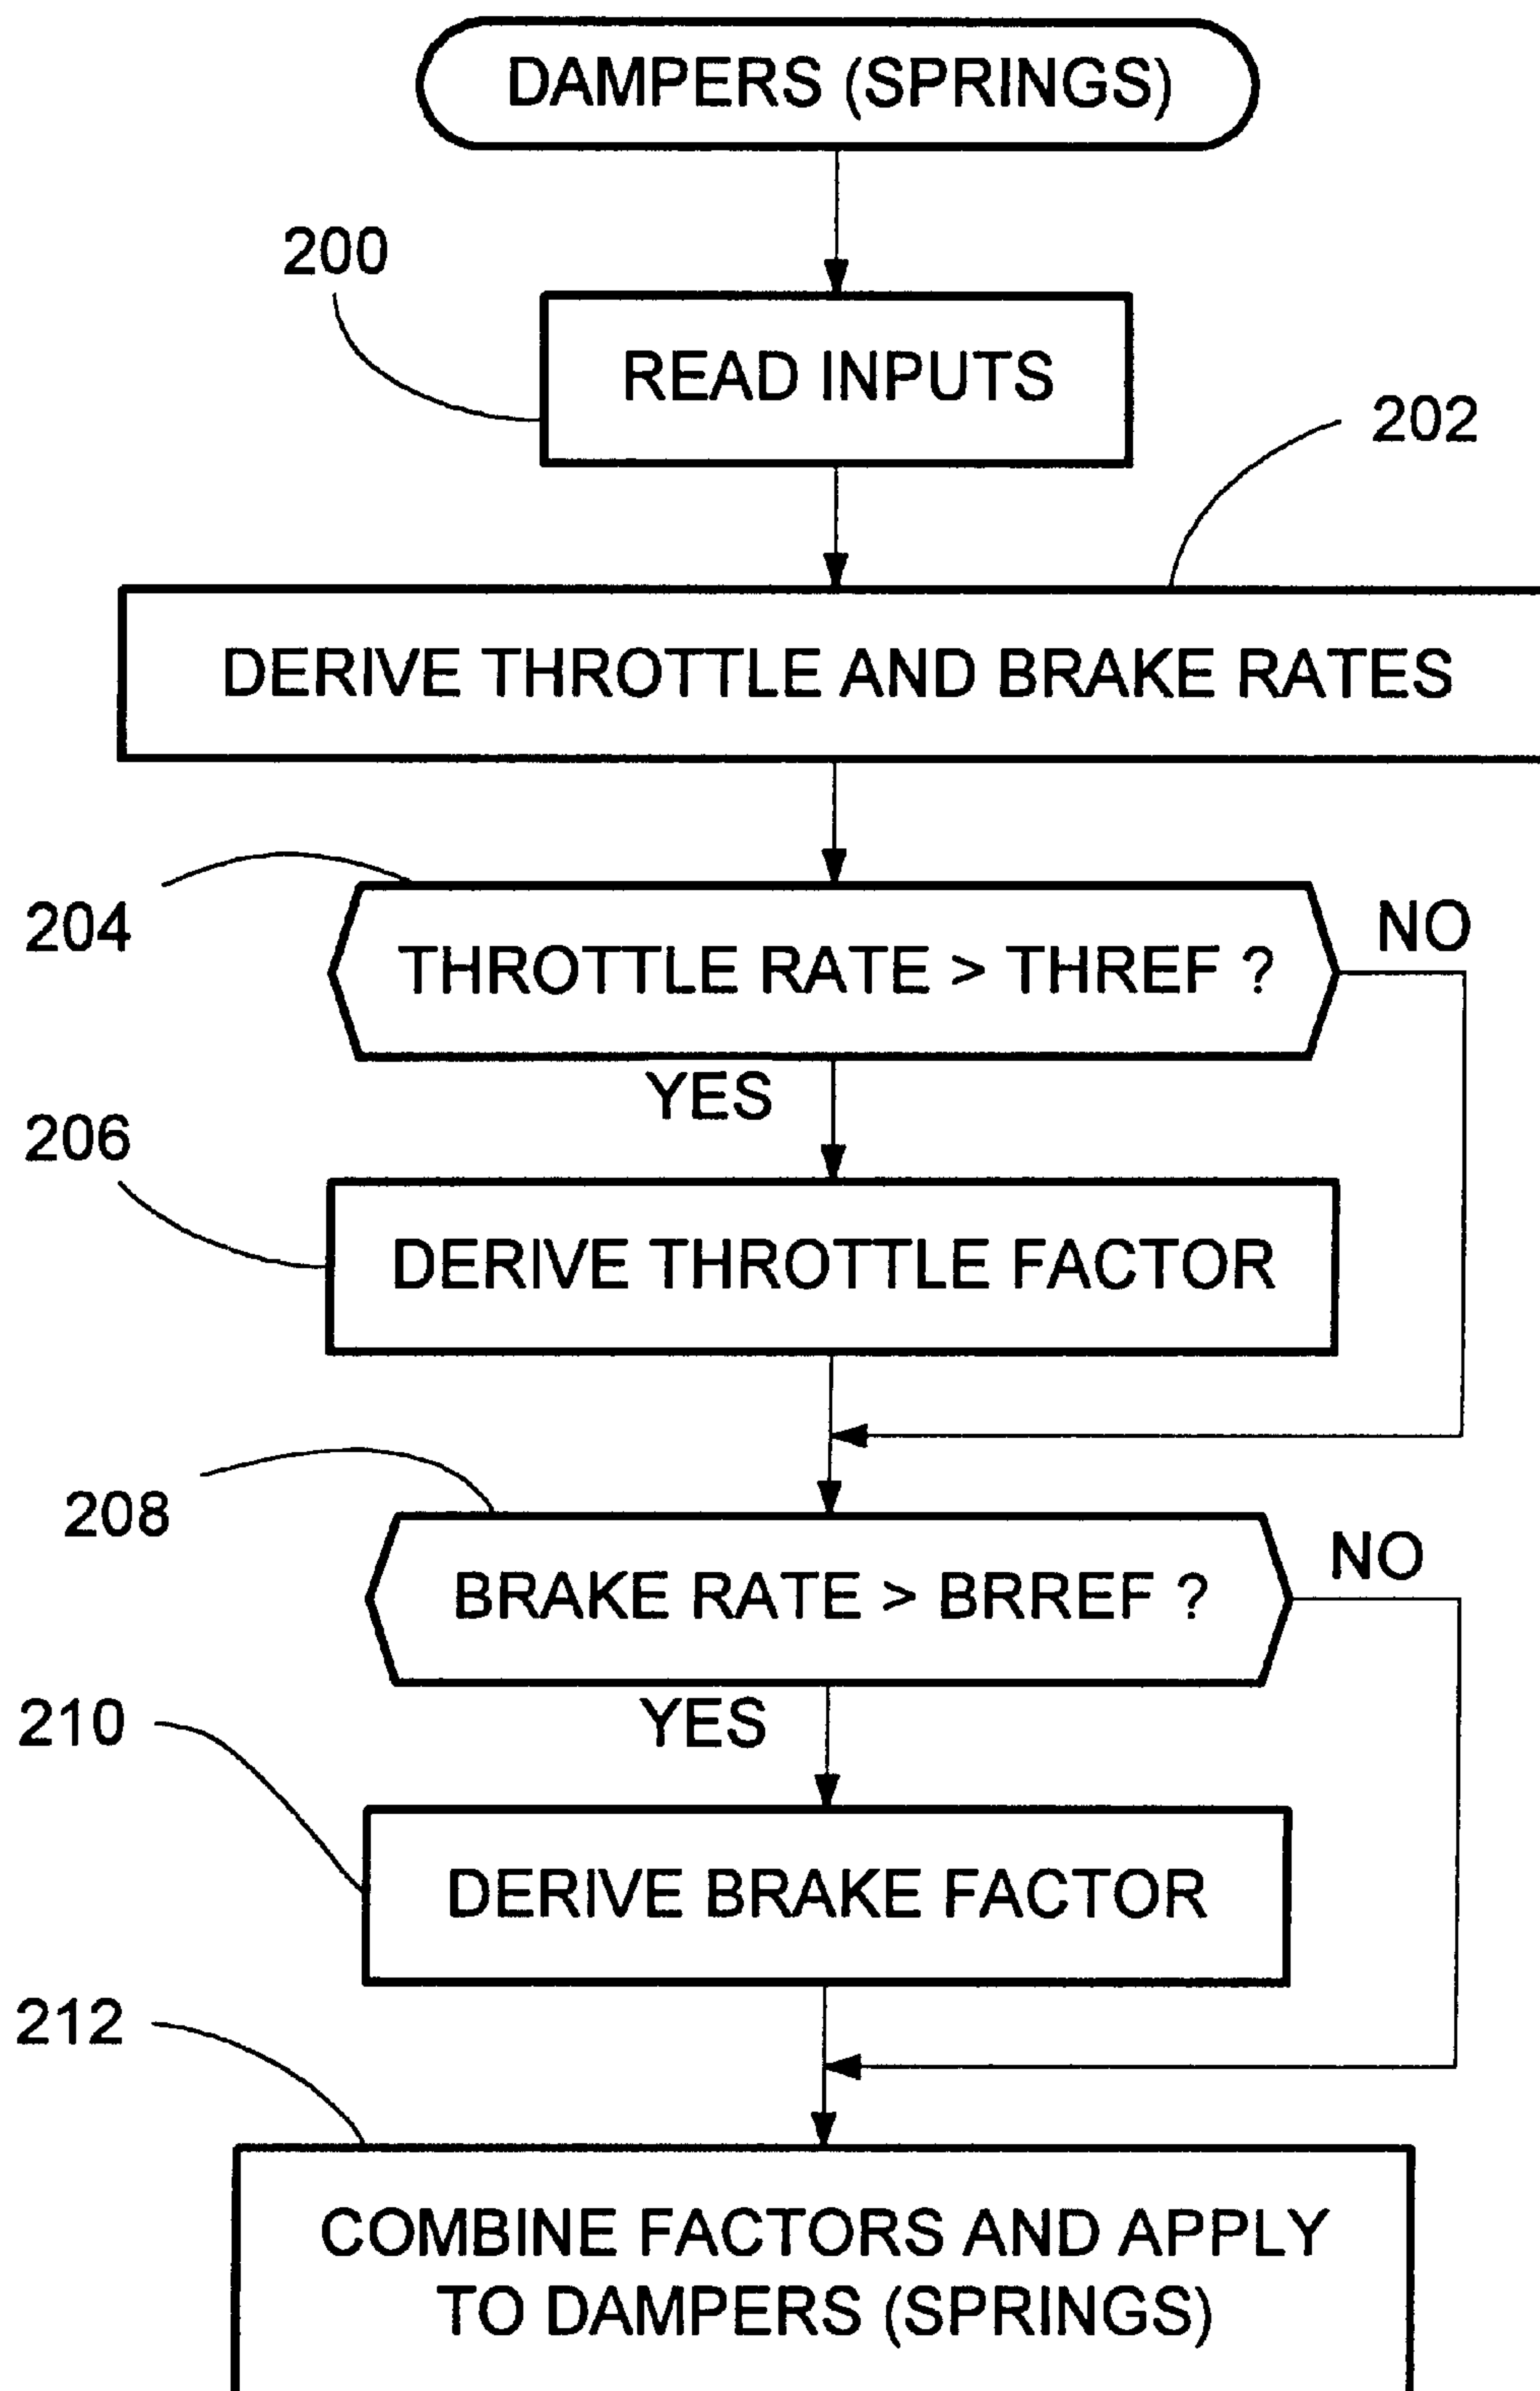 DAMPERS (SPRINGS)
200
READ INPUTS
202
DERIVE THROTTLE AND BRAKE RATES
204
THROTTLE RATE > THREF ?
NO
YES
206
DERIVE THROTTLE FACTOR
208
BRAKE RATE > BRREF ?
NO
YES
210
DERIVE BRAKE FACTOR
212
COMBINE FACTORS AND APPLY
TO DAMPERS (SPRINGS)